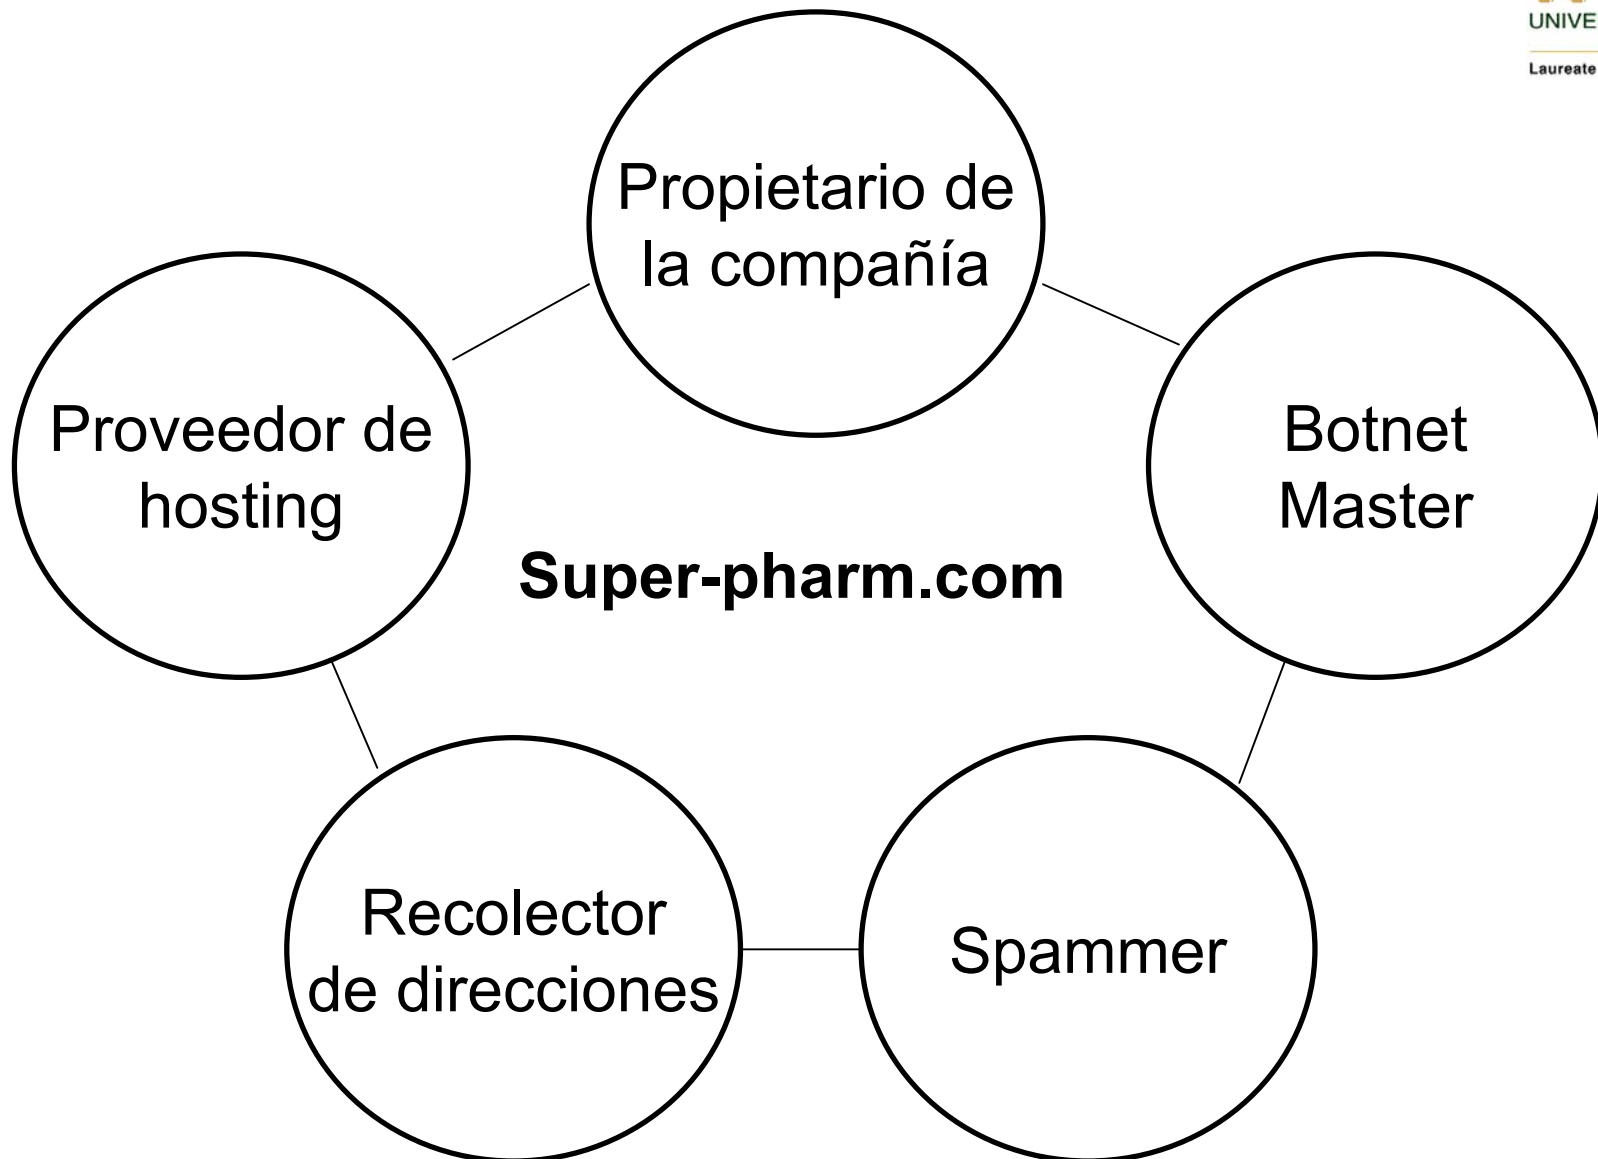 UNIVE
Laureate
Propietario de
la compañía
Proveedor de
hosting
Botnet
Master
Super-pharm.com
Recolector
de direcciones
Spammer